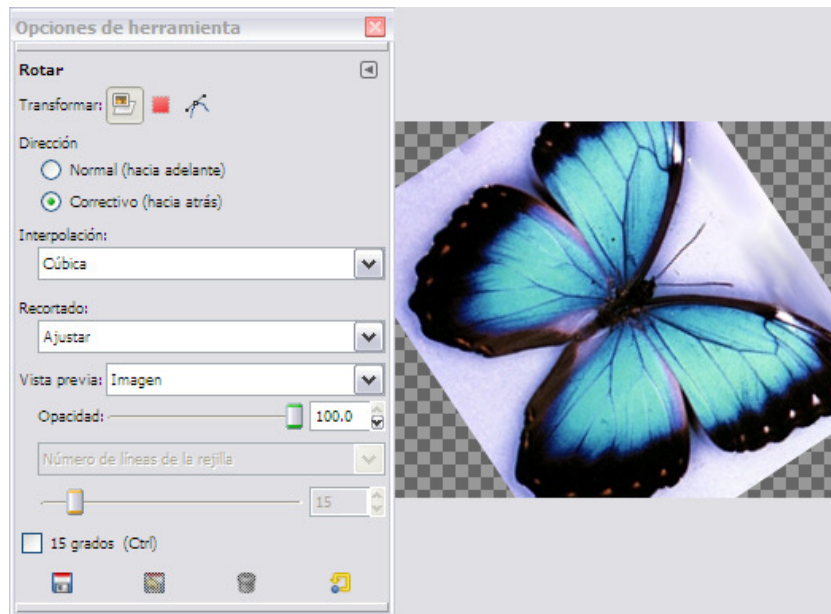 Opciones de herramienta
Rotar
Transformar:
Dirección
Normal (hacia adelante)
Correctivo (hacia atrás)
Interpolación:
Cúbica
Recortado:
Ajustar
Vista previa: Imagen
Opacidad: 100.0
Número de líneas de la rejilla
15
15 grados (Ctrl)